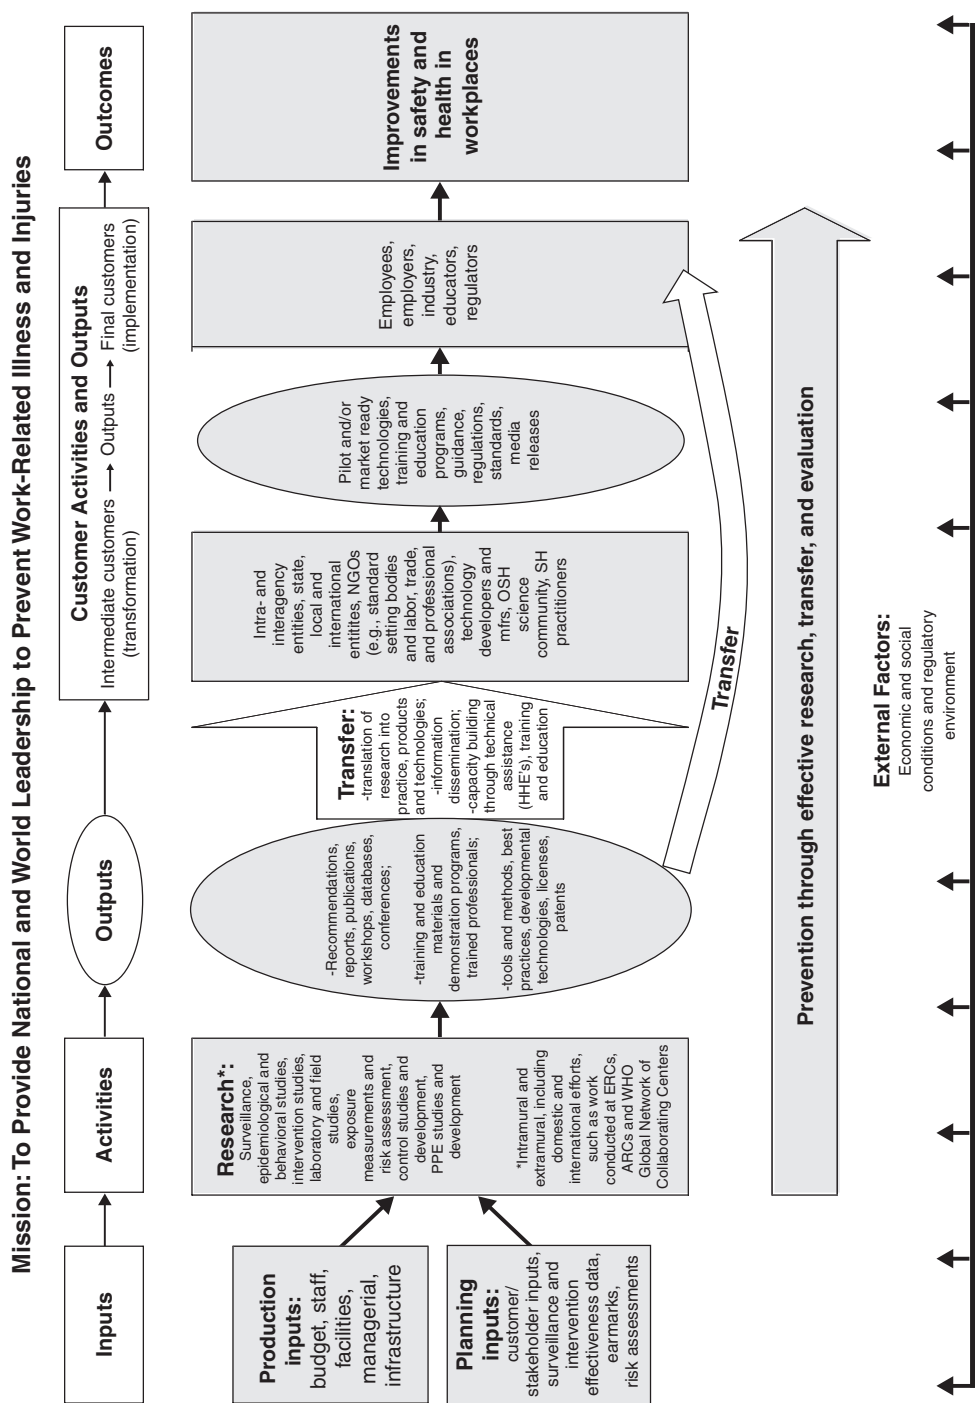 Mission: To Provide National and World Leadership to Prevent Work-Related Illness and Injuries
Inputs
Activities
Outputs
Customer Activities and Outputs
Intermediate customers
(transformation)
Outputs
Final customers
(implementation)
Outcomes
Production
inputs:
budget, staff,
facilities,
managerial,
infrastructure
Planning
inputs:
customer/
stakeholder inputs,
surveillance and
intervention
effectiveness data,
earmarks,
risk assessments
Research*:
Surveillance,
epidemiological and
behavioral studies,
intervention studies,
laboratory and field
studies,
exposure
measurements and
risk assessment,
control studies and
development,
PPE studies and
development
*Intramural and
extramural, including
domestic and
international efforts,
such as work
conducted at ERCs,
ARCs and WHO
Global Network of
Collaborating Centers
-Recommendations,
reports, publications,
workshops, databases,
conferences;
-training and education
materials and
demonstration programs,
trained professionals;
-tools and methods, best
practices, developmental
technologies, licenses,
patents
Transfer:
-translation of
research into
practice, products
and technologies;
-information
dissemination;
-capacity building
through technical
assistance
(HHE's), training
and education
Intra- and
interagency
entities, state,
local and
international
entitites, NGOs
(e.g., standard
setting bodies
and labor, trade,
and professional
associations),
technology
developers and
mfrs, OSH
science
community, SH
practitioners
Pilot and/or
market ready
technologies,
training and
education
programs,
guidance,
regulations,
standards,
media
releases
Employees,
employers,
industry,
educators,
regulators
Improvements
in safety and
health in
workplaces
Transfer
Prevention through effective research, transfer, and evaluation
External Factors:
Economic and social
conditions and regulatory
environment